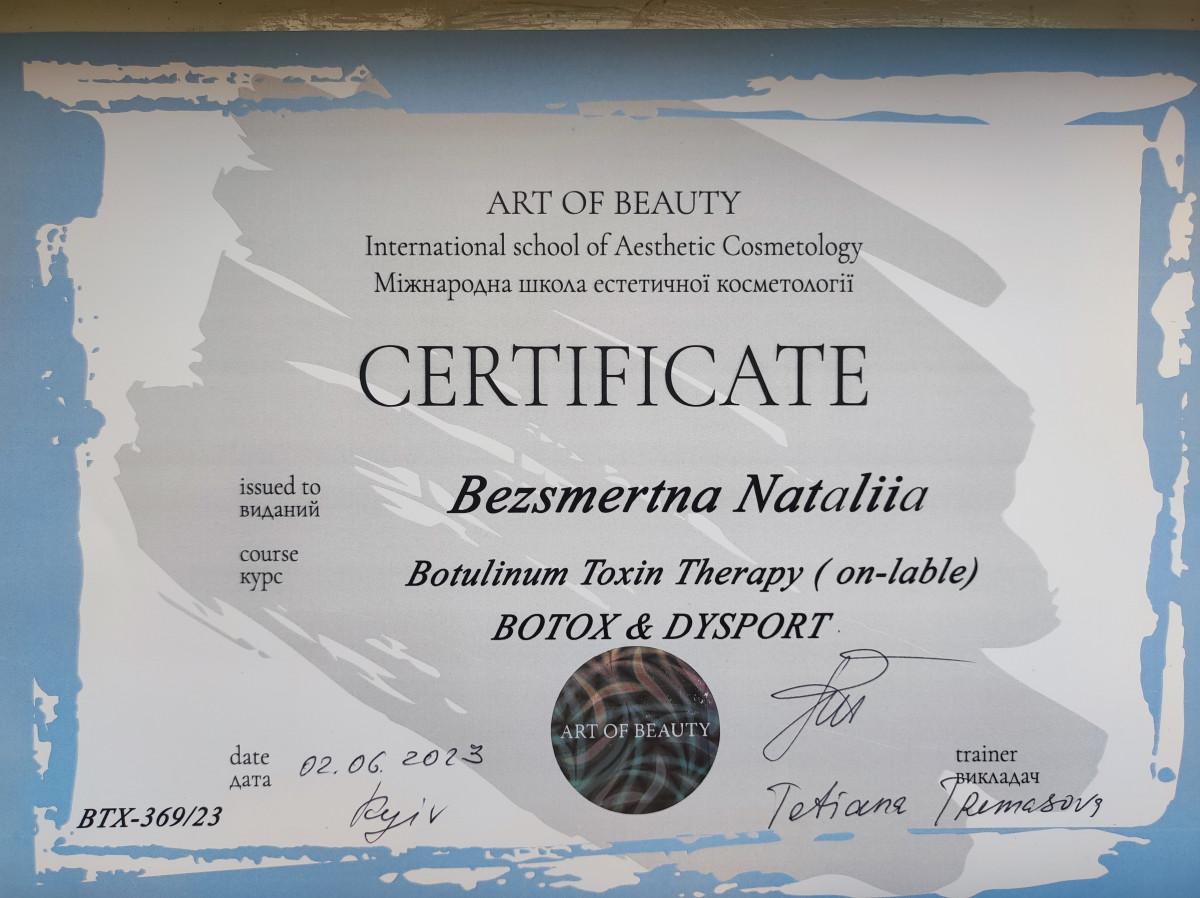 ART OF BEAUTY
International school of Aesthetic Cosmetology
Міжнародна школа естетичної косметології
CERTIFICATE
issued to
виданий
Bezsmertna Nataliia
course
курс
Botulinum Toxin Therapy ( on-lable)
BOTOX & DYSPORT
ART OF BEAUTY
date
дата
02.06.2023
Kyiv
BTX-369/23
trainer
викладач
Tetiana